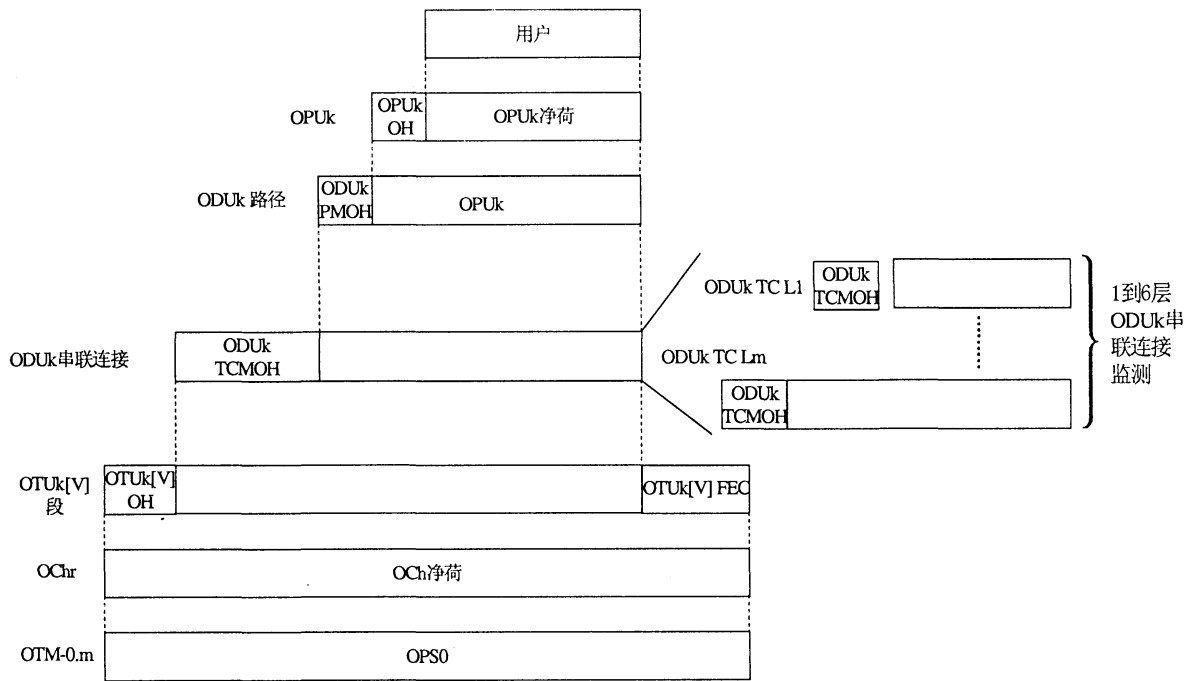 用户
OPUk
OPUk
OH
OPUk净荷
ODUk 路径
ODUk
PMOH
OPUk
ODUk TC L1
ODUk
TCMOH
1到6层
ODUk串
联连接
监测
ODUk串联连接
ODUk
TCMOH
ODUk TC Lm
ODUk
TCMOH
OTUk[V]
段
OTUk[V]
OH
OTUk[V] FEC
OChr
OCh净荷
OTM-0.m
OPS0